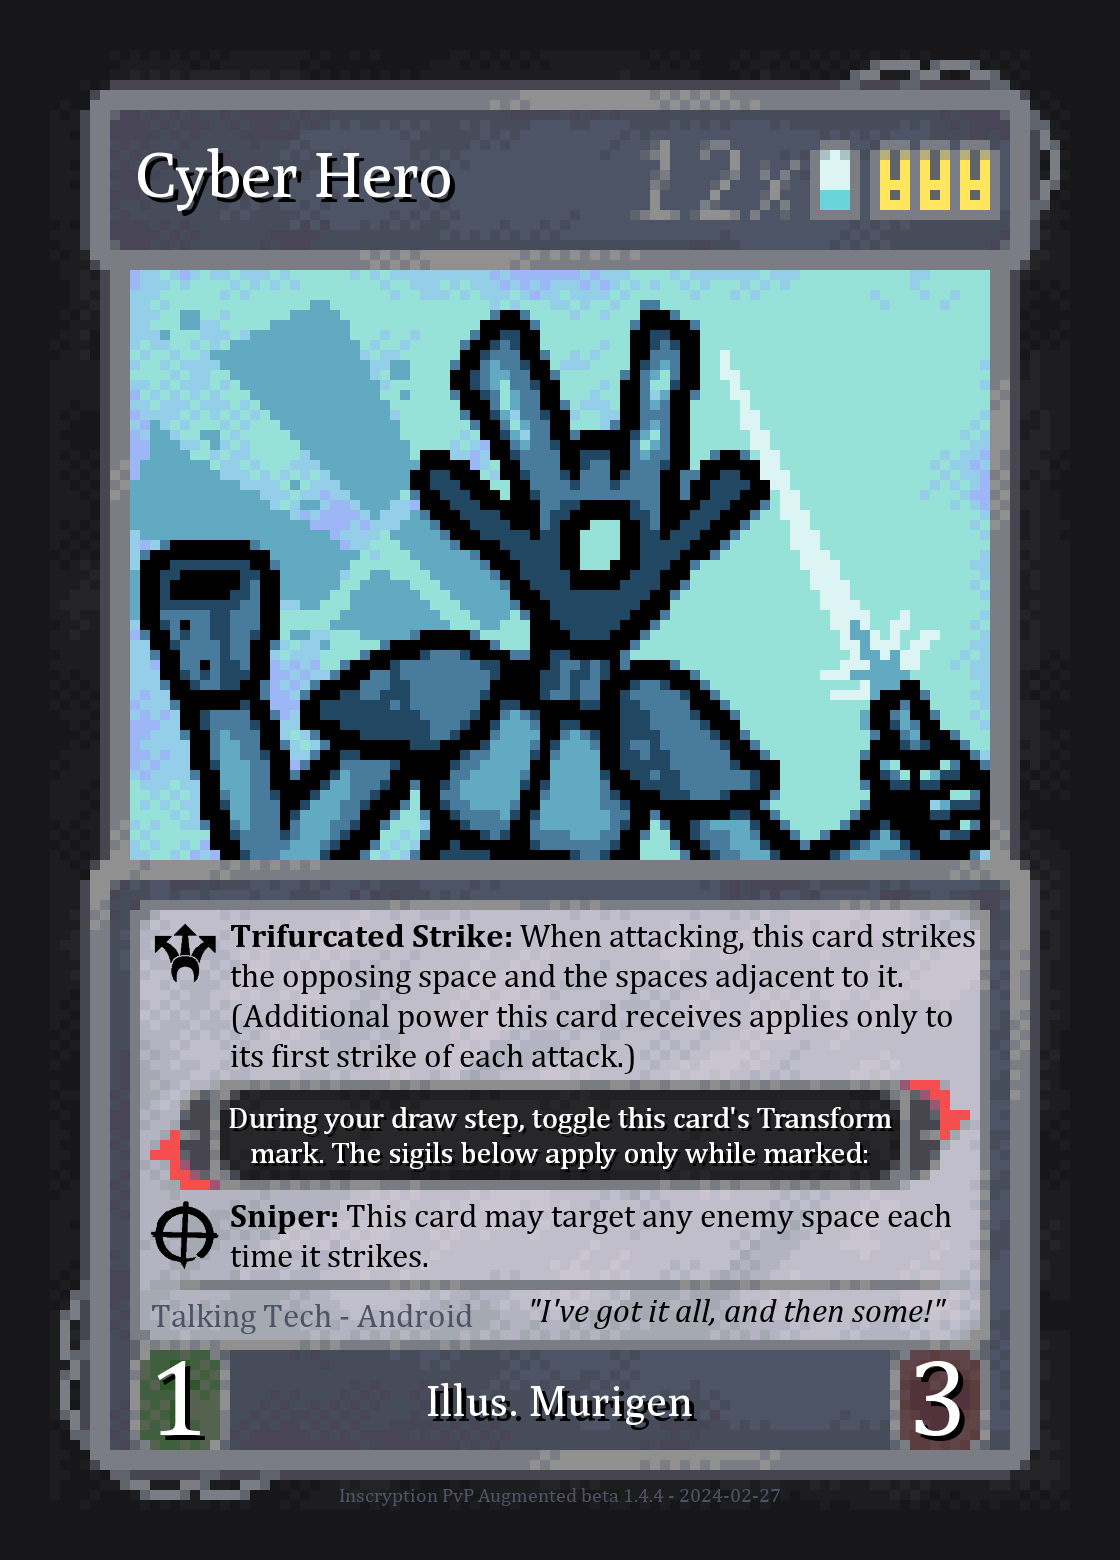 Cyber Hero 12x
Trifurcated Strike: When attacking, this card strikes
the opposing space and the spaces adjacent to it.
(Additional power this card receives applies only to
its first strike of each attack.)
During your draw step, toggle this card's Transform
mark. The sigils below apply only while marked:
Sniper: This card may target any enemy space each
time it strikes.
Talking Tech - Android "I've got it all, and then some!"
1 Illus. Murigen 3
Inscryption PvP Augmented beta 1.4.4 - 2024-02-27